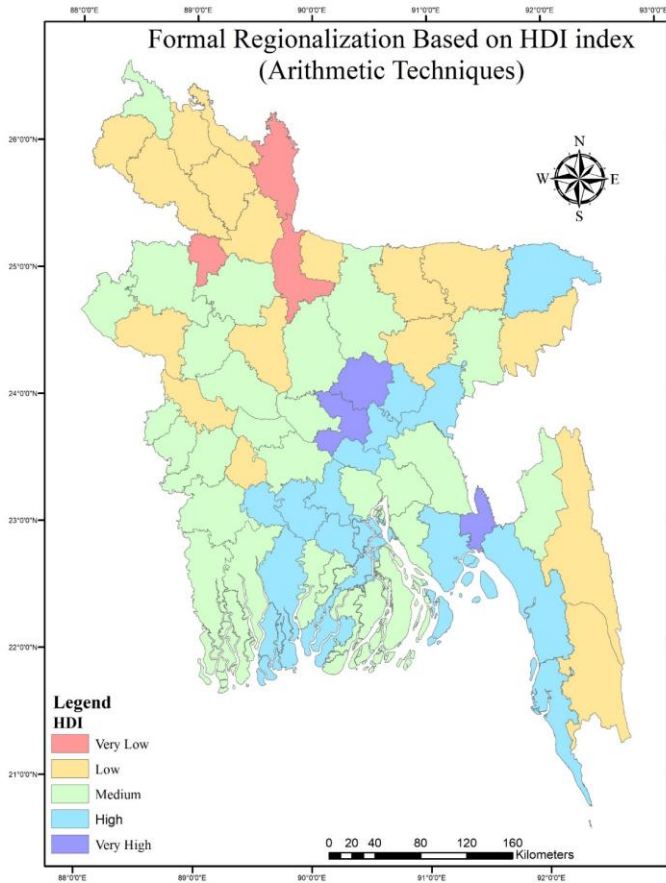 88°0'0"E 89°0'0"E 90°0'0"E 91°0'0"E 92°0'0"E 93°0'0"E
Formal Regionalization Based on HDI index
(Arithmetic Techniques)
26°0'0"N
N
W E
S
25°0'0"N
24°0'0"N
23°0'0"N
22°0'0"N
21°0'0"N
Legend
HDI
Very Low
Low
Medium
High
Very High
0 20 40 80 120 160
Kilometers
88°0'0"E 89°0'0"E 90°0'0"E 91°0'0"E 92°0'0"E